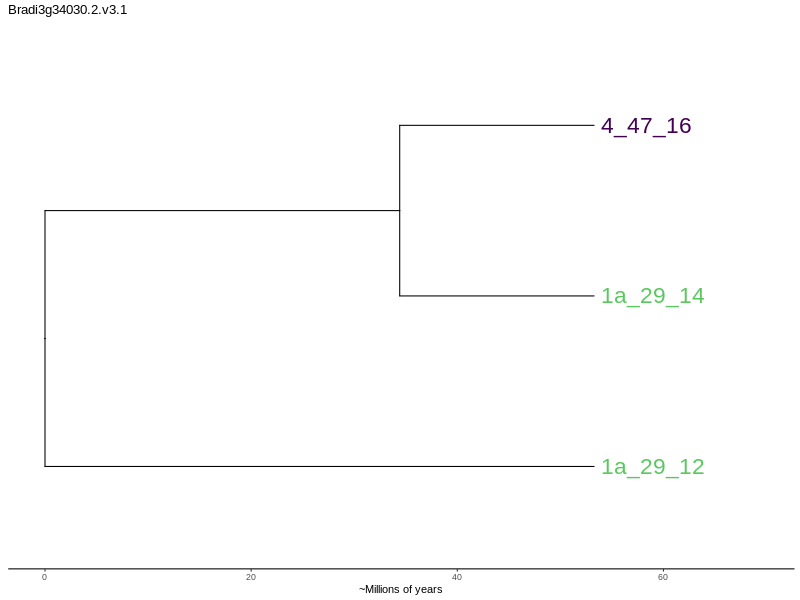 Bradi3g34030.2.v3.1
4_47_16
1a_29_14
1a_29_12
0 20 40 60
~Millions of years